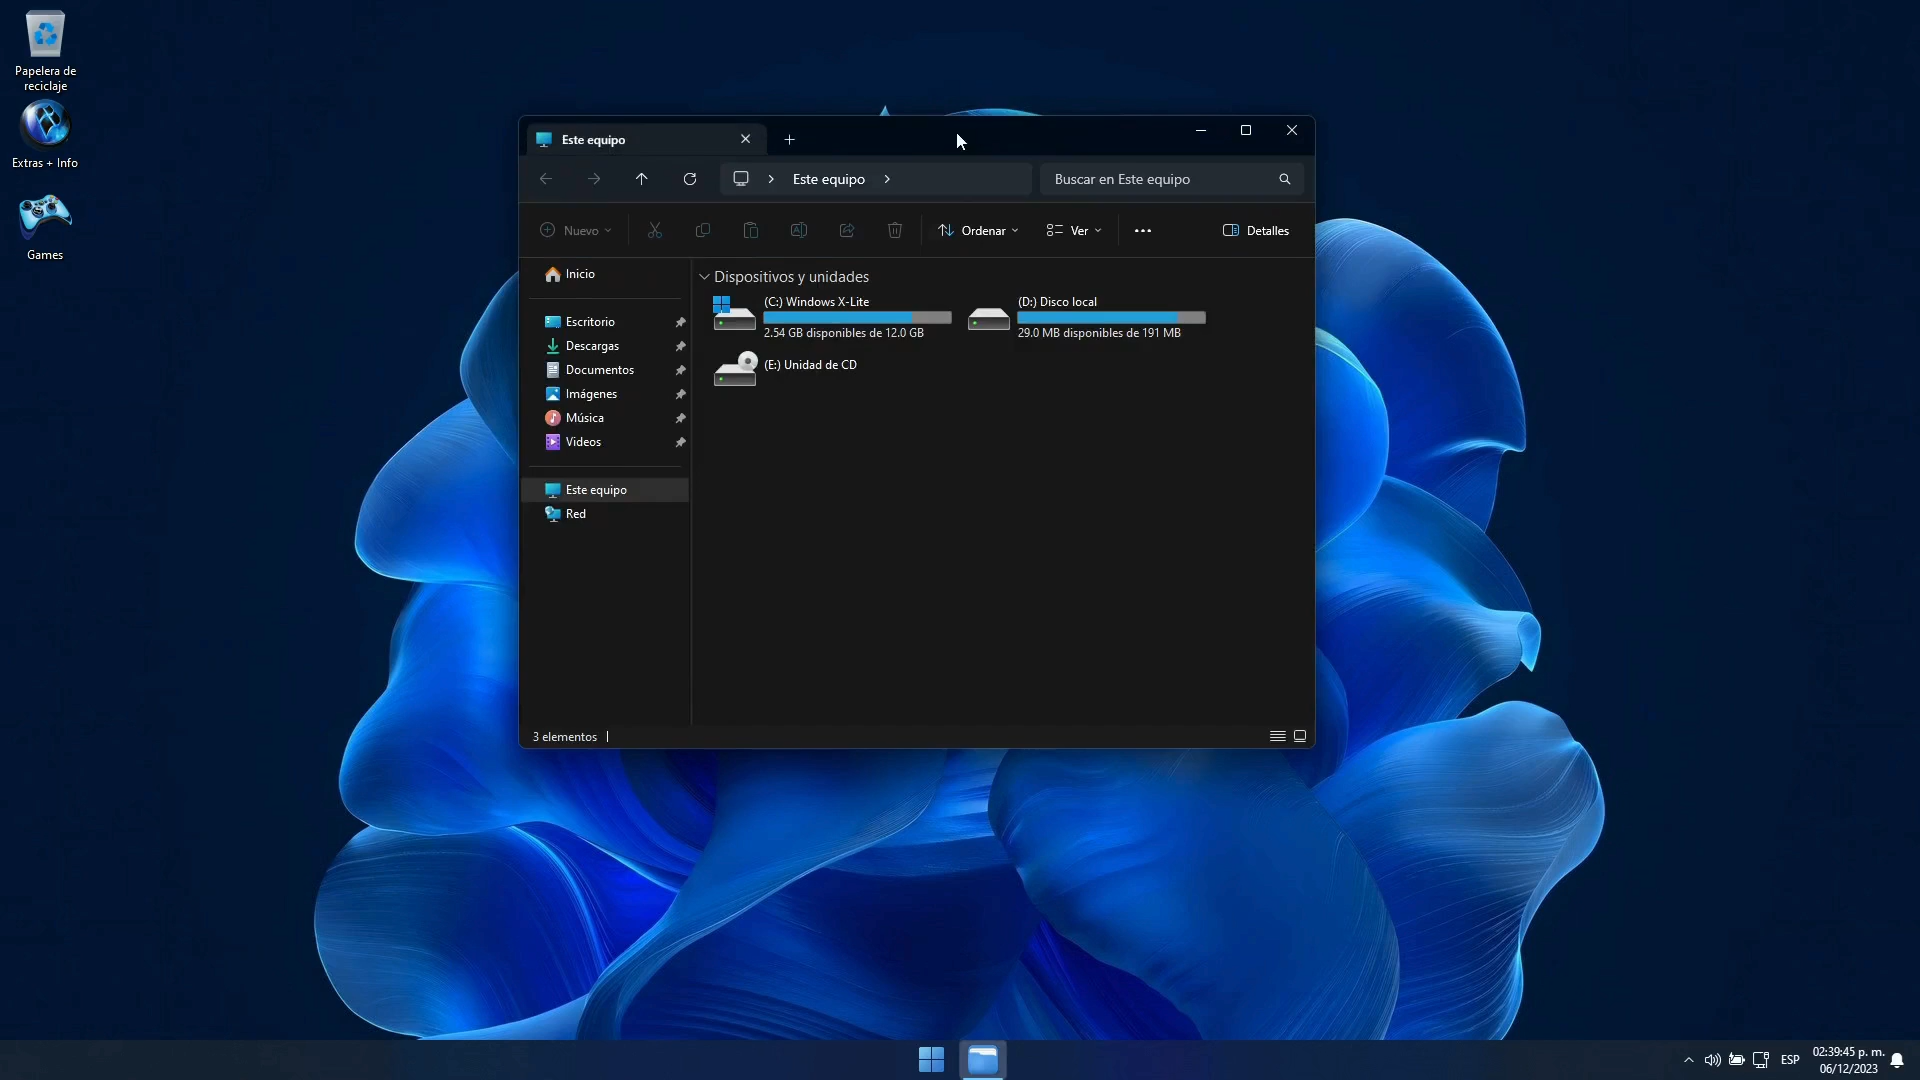 Papelera de
reciclaje
Extras + Info
Games
Este equipo
Este equipo
Buscar en Este equipo
Nuevo
Ordenar
Ver
Detalles
Inicio
Escritorio
Descargas
Documentos
Imágenes
Música
Videos
Este equipo
Red
Dispositivos y unidades
(C:) Windows X-Lite
2.54 GB disponibles de 12.0 GB
(D:) Disco local
29.0 MB disponibles de 191 MB
(E:) Unidad de CD
3 elementos
ESP
02:39:45 p. m.
06/12/2023